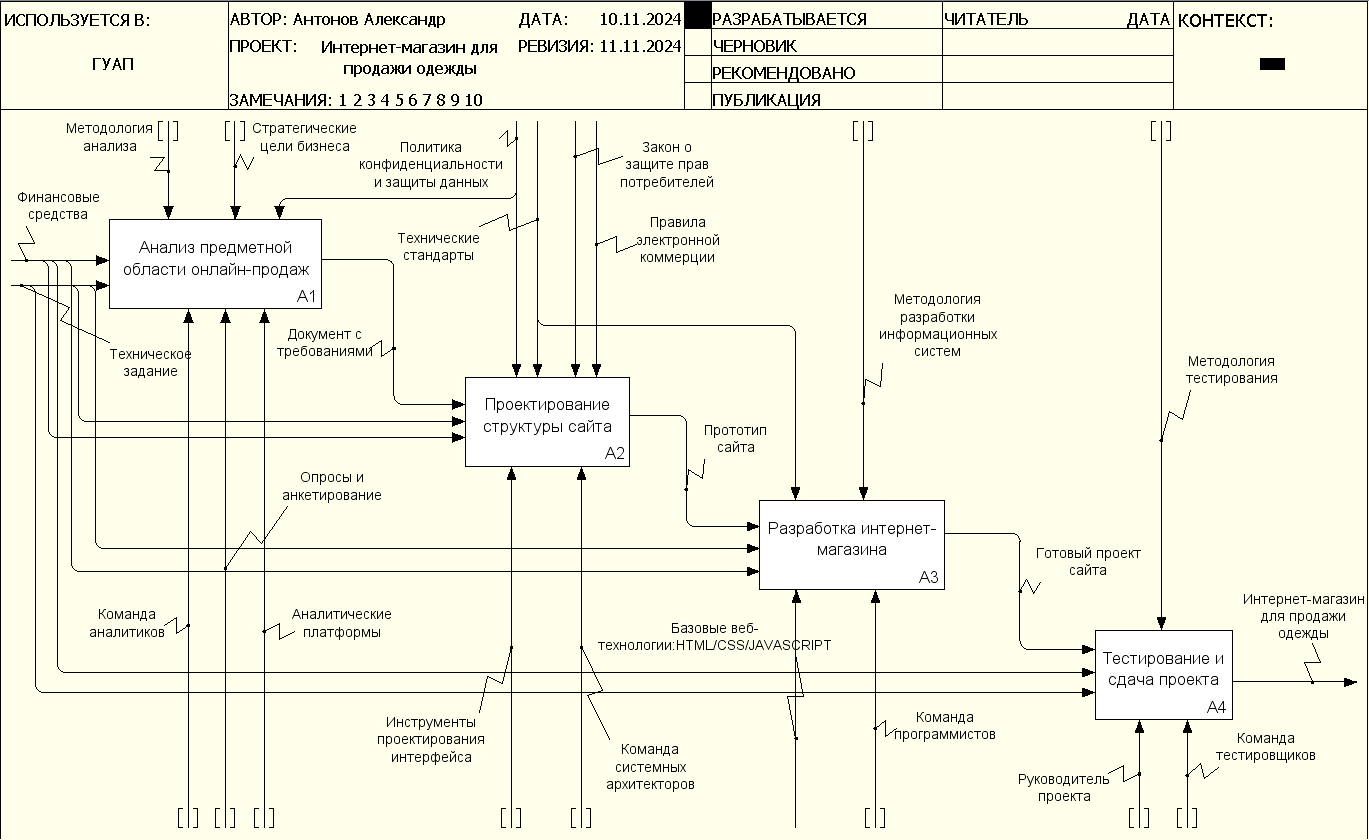 ИСПОЛЬЗУЕТСЯ В:
ГУАП
АВТОР: Антонов Александр
ДАТА: 10.11.2024
ПРОЕКТ: Интернет-магазин для
продажи одежды
РЕВИЗИЯ: 11.11.2024
ЗАМЕЧАНИЯ: 1 2 3 4 5 6 7 8 9 10
РАЗРАБАТЫВАЕТСЯ
ЧЕРНОВИК
РЕКОМЕНДОВАНО
ПУБЛИКАЦИЯ
ЧИТАТЕЛЬ
ДАТА
КОНТЕКСТ:
Методология
анализа
Стратегические
цели бизнеса
Политика
конфиденциальности
и защиты данных
Закон о
защите прав
потребителей
Финансовые
средства
Технические
стандарты
Правила
электронной
коммерции
Анализ предметной
области онлайн-продаж
A1
Методология
разработки
информационных
систем
Документ с
требованиями
Техническое
задание
Методология
тестирования
Проектирование
структуры сайта
A2
Прототип
сайта
Опросы и
анкетирование
Разработка интернет-
магазина
A3
Готовый проект
сайта
Интернет-магазин
для продажи
одежды
Команда
аналитиков
Аналитические
платформы
Базовые веб-
технологии:HTML/CSS/JAVASCRIPT
Тестирование и
сдача проекта
A4
Инструменты
проектирования
интерфейса
Команда
системных
архитекторов
Команда
программистов
Команда
тестировщиков
Руководитель
проекта